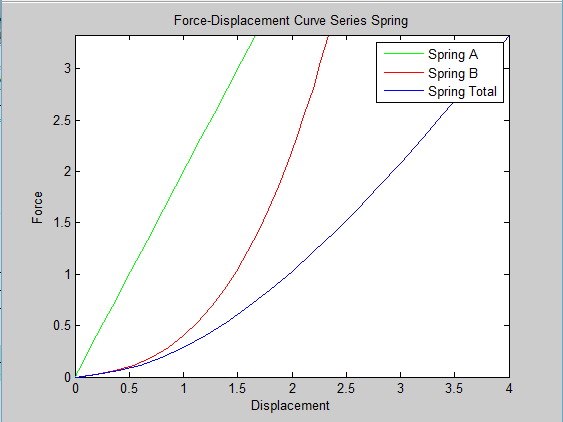 Force-Displacement Curve Series Spring
Spring A
Spring B
Spring Total
3
2.5
2
1.5
1
0.5
0
Force
0 0.5 1 1.5 2 2.5 3 3.5 4
Displacement